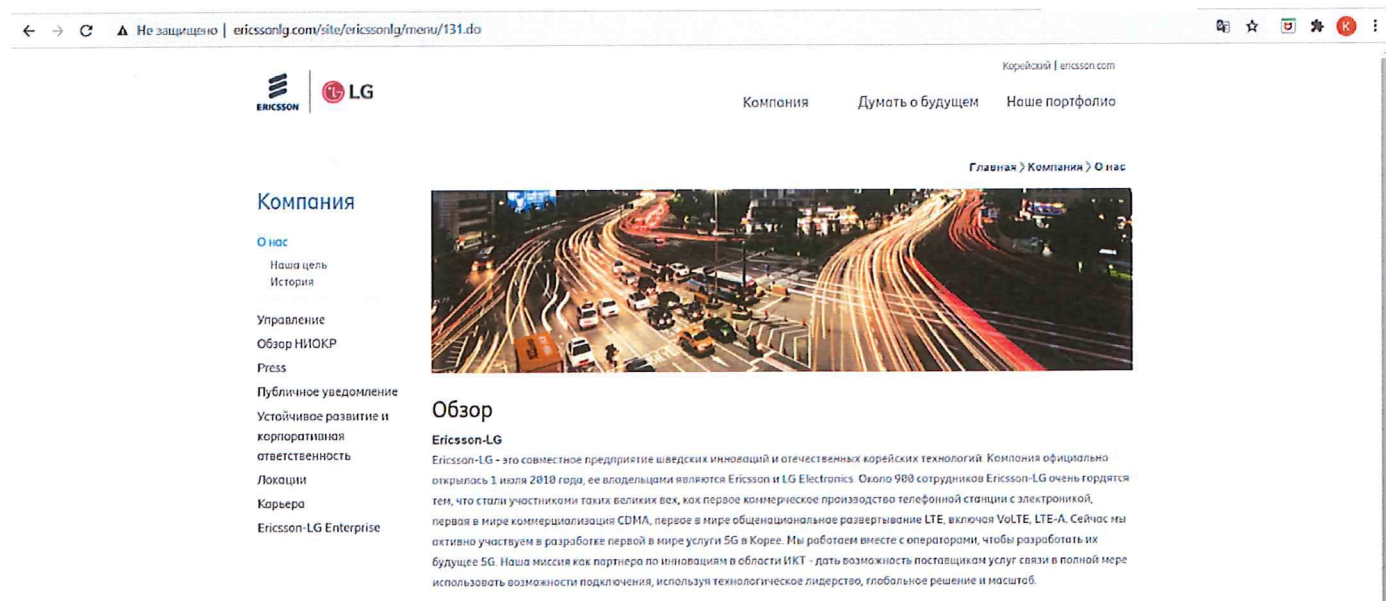 Не защищено | ericssonlg.com/site/ericssonlg/menu/131.do
K
Корейский | ericsson.com
ERICSSON
LG
Компания
Думать о будущем
Наше портфолио
Главная > Компания > О нас
Компания
О нас
Наша цель
История
Управление
Обзор НИОКР
Press
Публичное уведомление
Устойчивое развитие и
корпоративная
ответственность
Локации
Карьера
Ericsson-LG Enterprise
Обзор
Ericsson-LG
Ericsson-LG - это совместное предприятие шведских инноваций и отечественных корейских технологий. Компания официально
открылась 1 июля 2010 года, ее владельцами являются Ericsson и LG Electronics. Около 900 сотрудников Ericsson-LG очень гордятся
тем, что стали участниками таких великих вех, как первое коммерческое производство телефонной станции с электроникой,
первая в мире коммерциализация CDMA, первое в мире общенациональное развертывание LTE, включая VoLTE, LTE-A. Сейчас мы
активно участвуем в разработке первой в мире услуги 5G в Корее. Мы работаем вместе с операторами, чтобы разработать их
будущее 5G. Наша миссия как партнера по инновациям в области ИКТ - дать возможность поставщикам услуг связи в полной мере
использовать возможности подключения, используя технологическое лидерство, глобальное решение и масштаб.